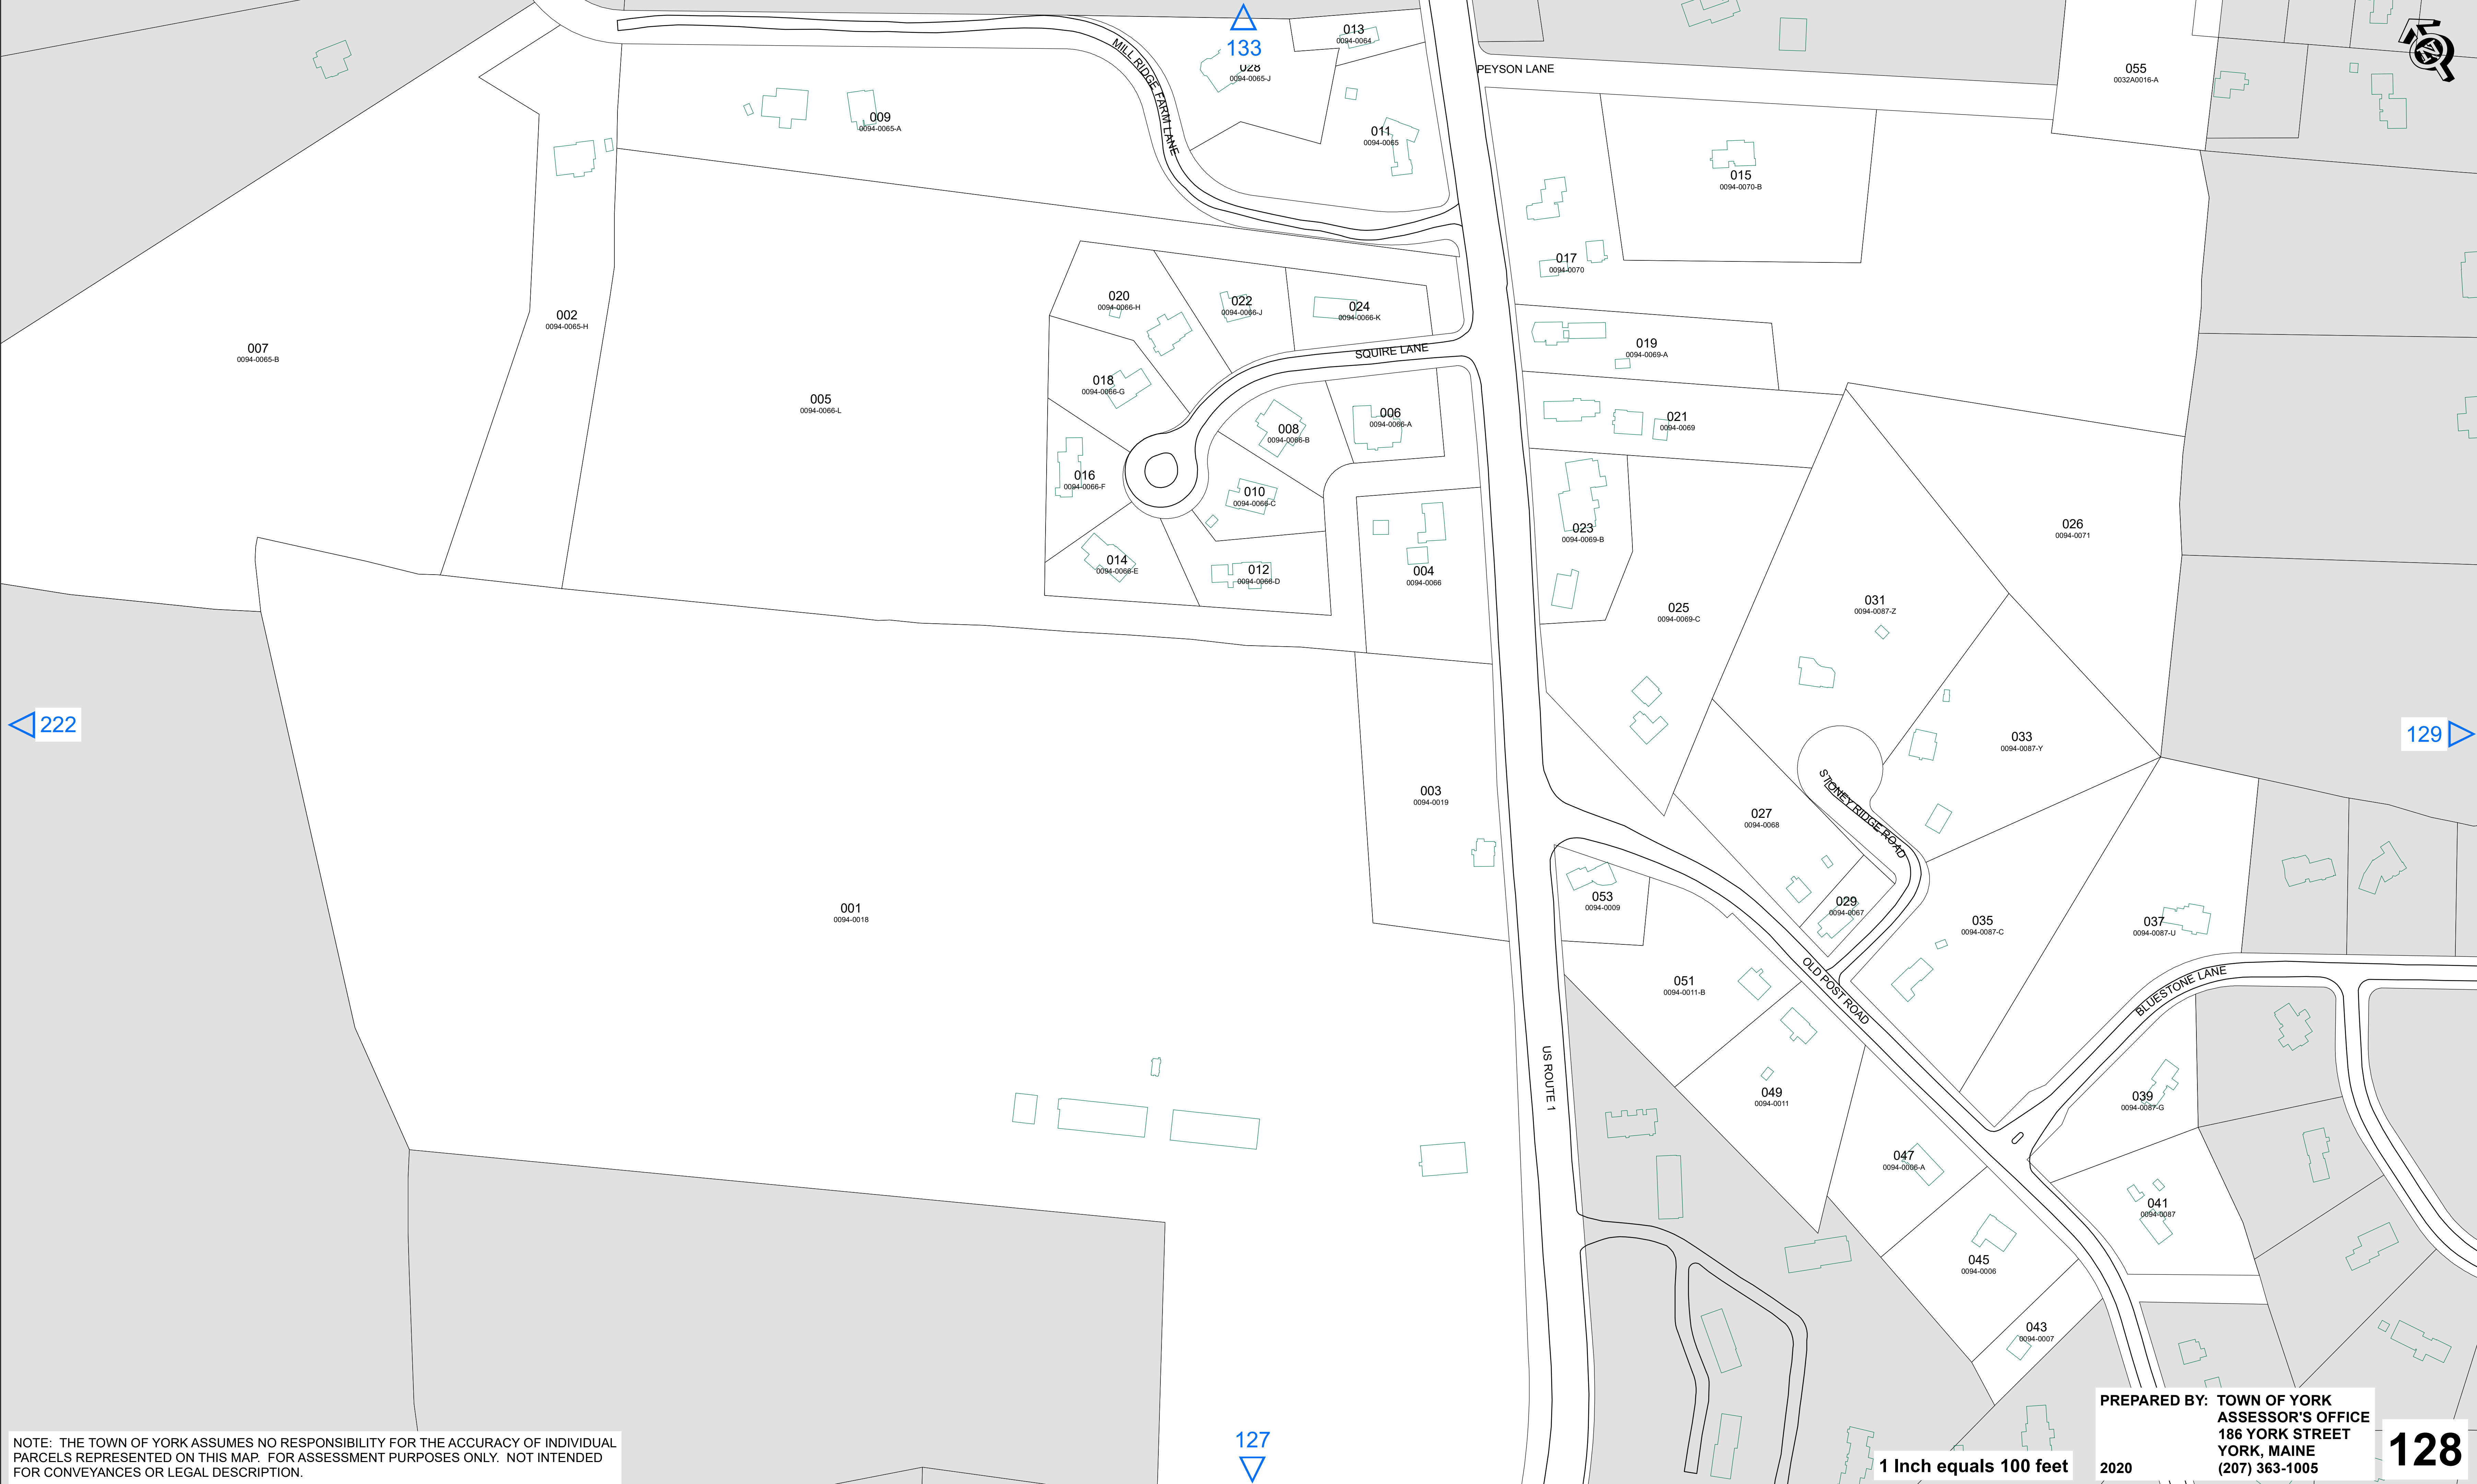 133
013
0094-0064
028
0094-0065-J
MILL RIDGE FARM LANE
PEYSON LANE
055
0032A0016-A
N
009
0094-0065-A
011
0094-0065
015
0094-0070-B
017
0094-0070
002
0094-0065-H
007
0094-0065-B
005
0094-0066-L
020
0094-0066-H
022
0094-0066-J
024
0094-0066-K
SQUIRE LANE
019
0094-0069-A
018
0094-0066-G
008
0094-0066-B
006
0094-0066-A
021
0094-0069
016
0094-0066-F
010
0094-0066-C
023
0094-0069-B
026
0094-0071
014
0094-0066-E
012
0094-0066-D
004
0094-0066
025
0094-0069-C
031
0094-0087-Z
222
129
033
0094-0087-Y
003
0094-0019
027
0094-0068
STONEY RIDGE ROAD
001
0094-0018
053
0094-0009
029
0094-0067
035
0094-0087-C
037
0094-0087-U
051
0094-0011-B
OLD POST ROAD
BLUESTONE LANE
US ROUTE 1
049
0094-0011
039
0094-0087-G
047
0094-0006-A
041
0094-0087
045
0094-0006
043
0094-0007
127
NOTE: THE TOWN OF YORK ASSUMES NO RESPONSIBILITY FOR THE ACCURACY OF INDIVIDUAL
PARCELS REPRESENTED ON THIS MAP. FOR ASSESSMENT PURPOSES ONLY. NOT INTENDED
FOR CONVEYANCES OR LEGAL DESCRIPTION.
1 Inch equals 100 feet
PREPARED BY: TOWN OF YORK
ASSESSOR'S OFFICE
186 YORK STREET
YORK, MAINE
2020 (207) 363-1005
128